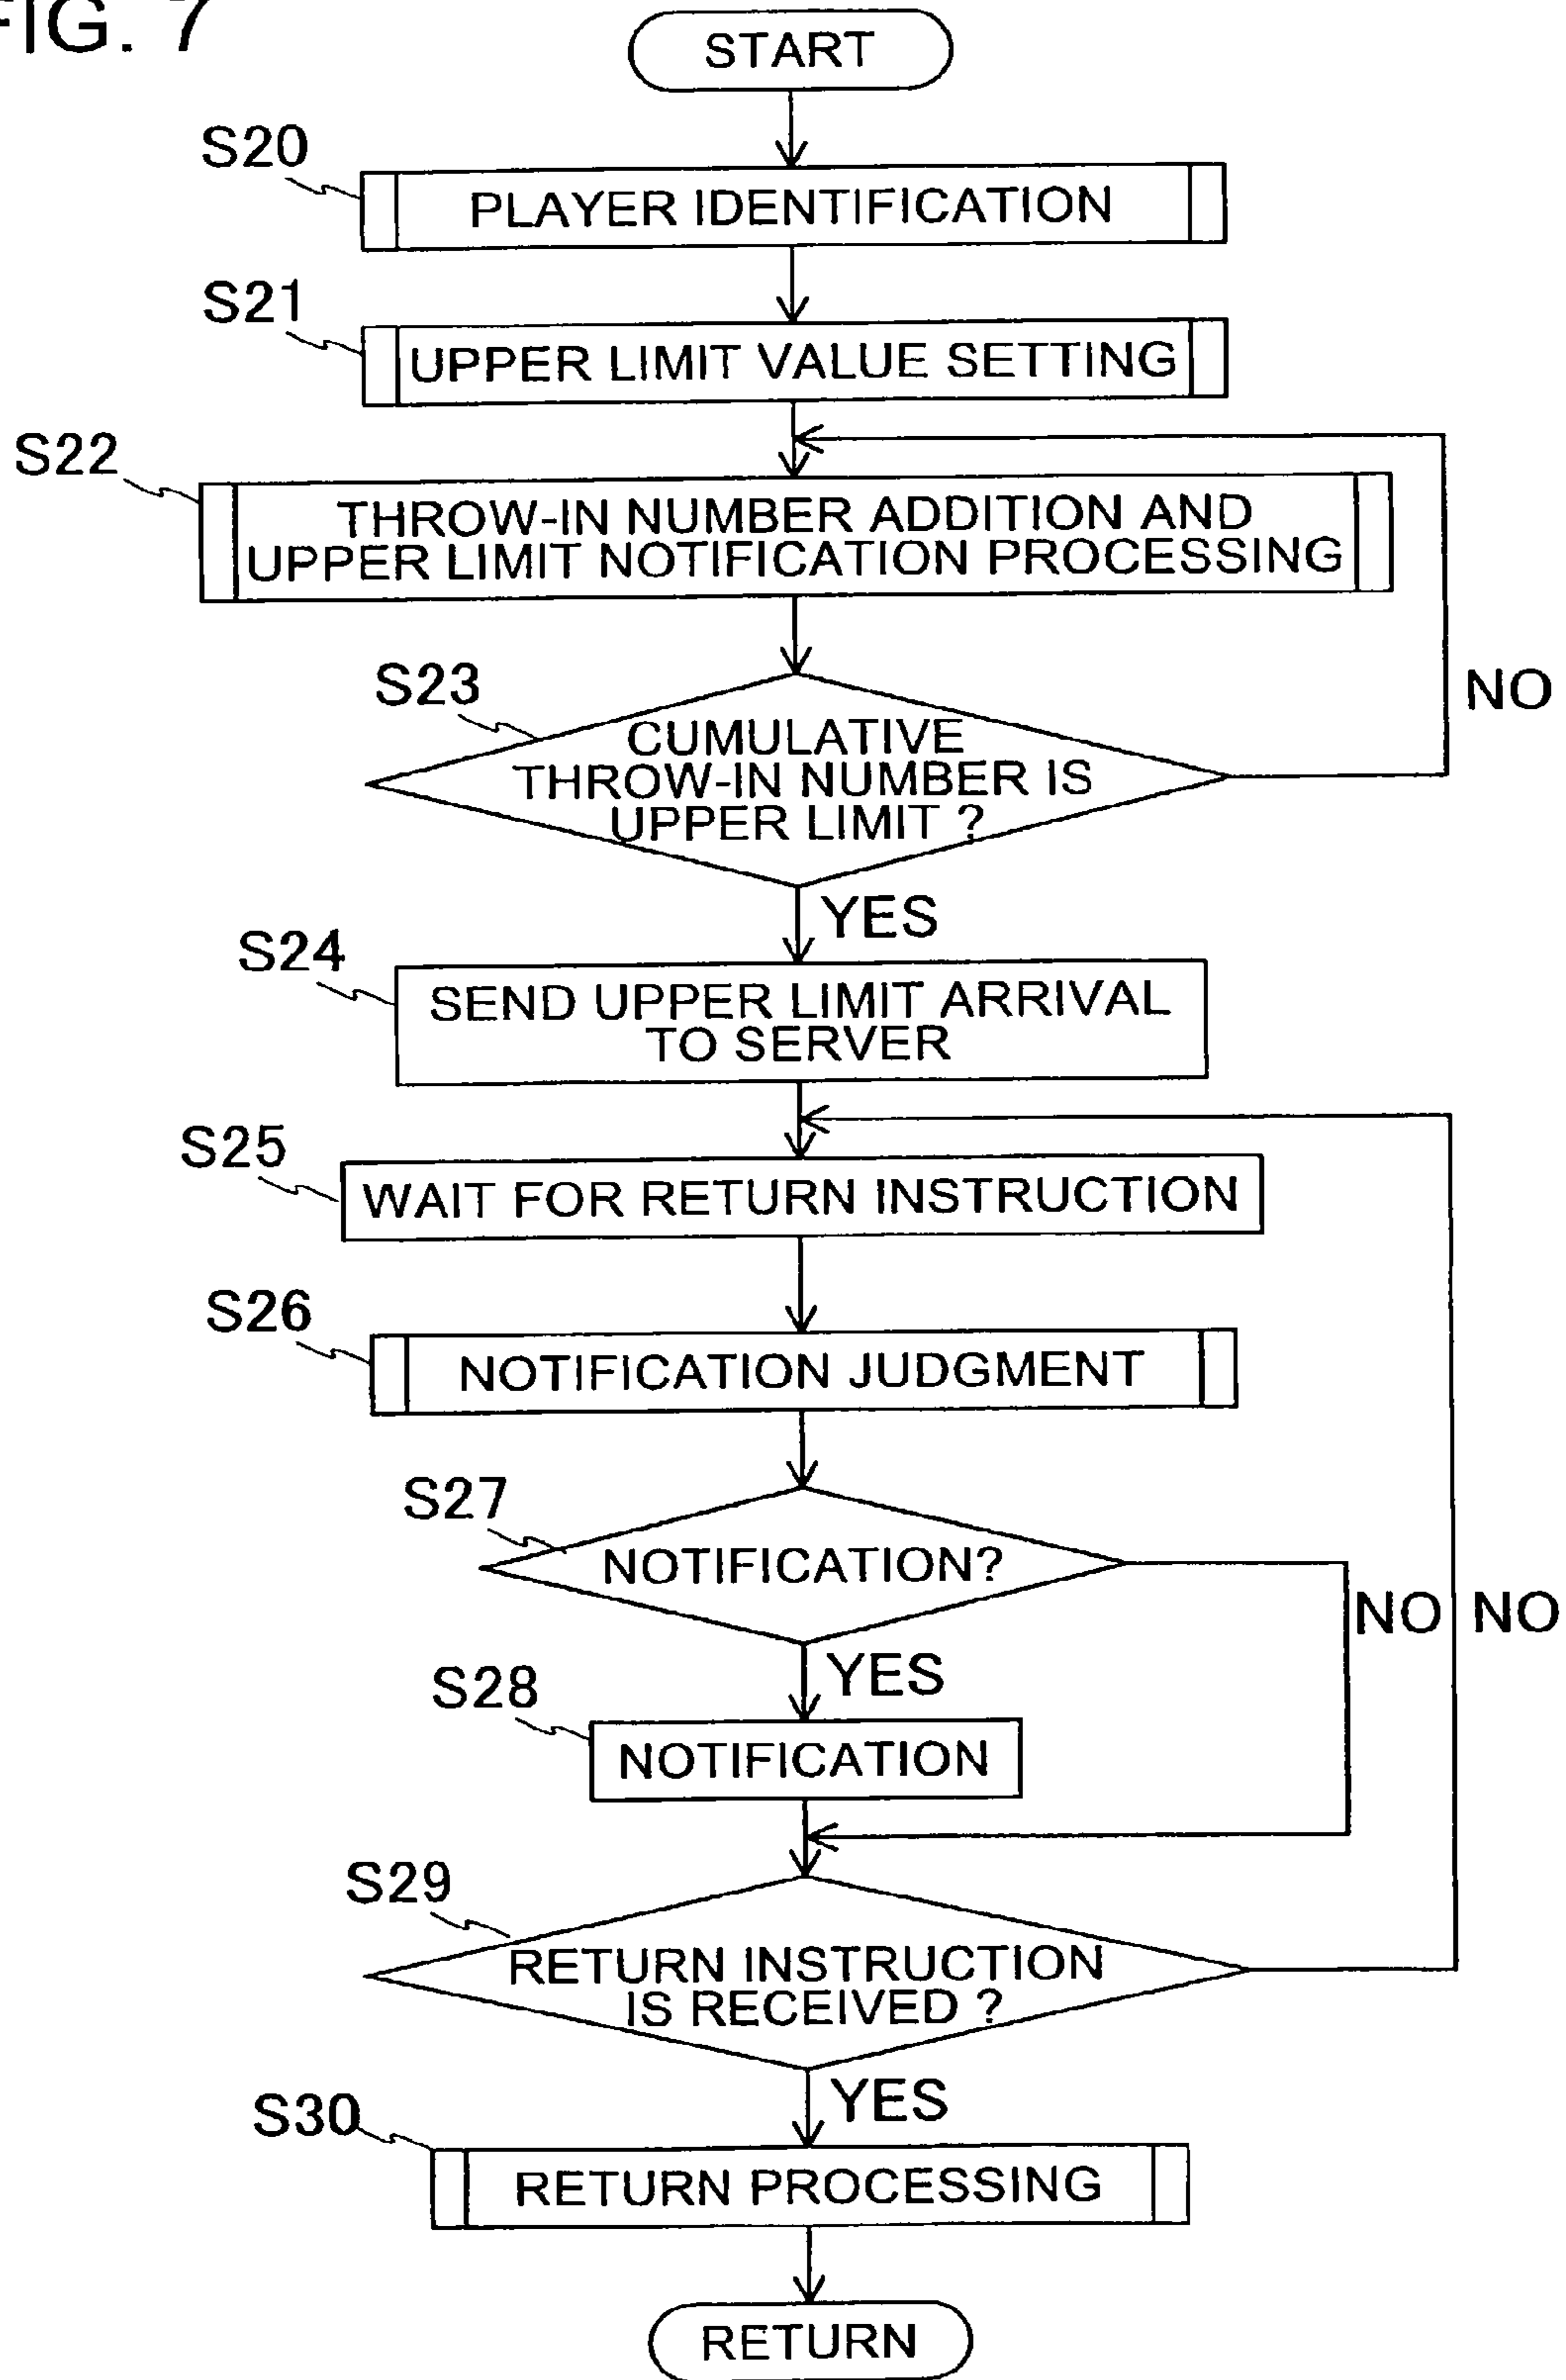 FIG. 7
START
S20
PLAYER IDENTIFICATION
S21
UPPER LIMIT VALUE SETTING
S22
THROW-IN NUMBER ADDITION AND
UPPER LIMIT NOTIFICATION PROCESSING
S23
CUMULATIVE
THROW-IN NUMBER IS
UPPER LIMIT ?
NO
YES
S24
SEND UPPER LIMIT ARRIVAL
TO SERVER
S25
WAIT FOR RETURN INSTRUCTION
S26
NOTIFICATION JUDGMENT
S27
NOTIFICATION?
NO
NO
YES
S28
NOTIFICATION
S29
RETURN INSTRUCTION
IS RECEIVED ?
YES
S30
RETURN PROCESSING
RETURN